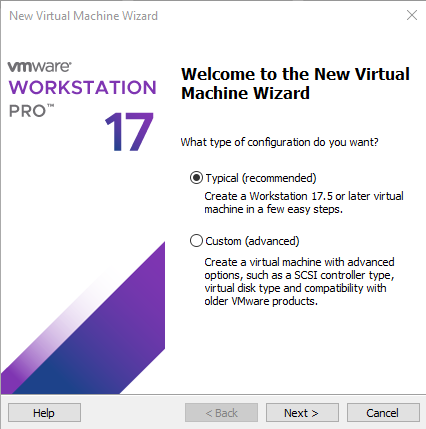 New Virtual Machine Wizard
vmware®
WORKSTATION
PRO™
17
Welcome to the New Virtual
Machine Wizard
What type of configuration do you want?
Typical (recommended)
Create a Workstation 17.5 or later virtual
machine in a few easy steps.
Custom (advanced)
Create a virtual machine with advanced
options, such as a SCSI controller type,
virtual disk type and compatibility with
older VMware products.
Help
< Back
Next >
Cancel